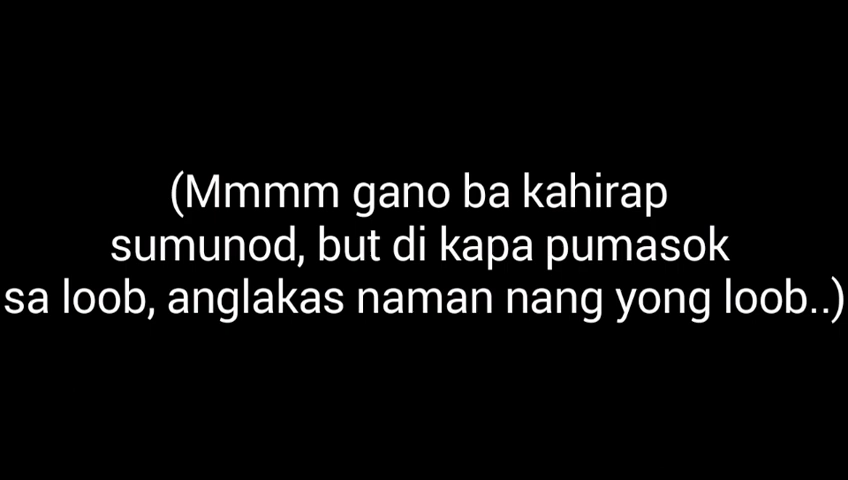 (Mmmm gano ba kahirap
sumunod, but di kapa pumasok
sa loob, anglakas naman nang yong loob..)